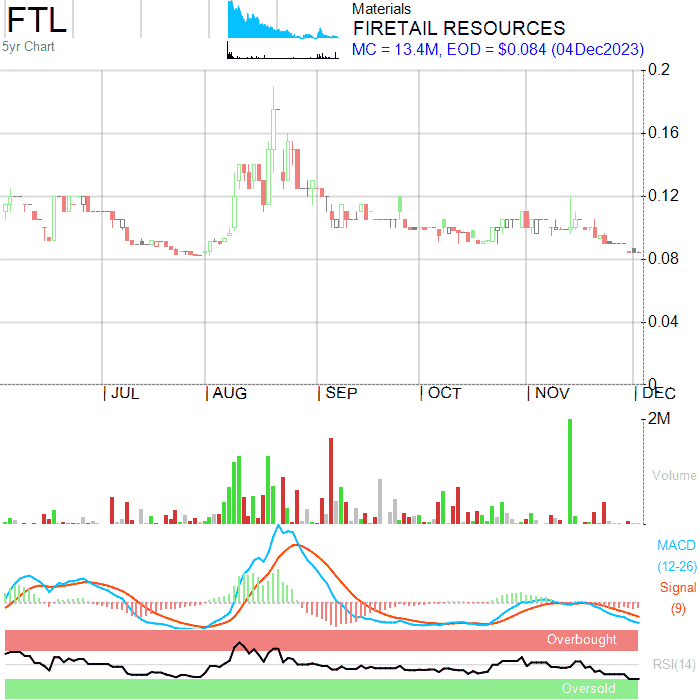 FTL
5yr Chart
Materials
FIRETAIL RESOURCES
MC = 13.4M, EOD = $0.084 (04Dec2023)
0.2
0.16
0.12
0.08
0.04
0
| JUL | AUG | SEP | OCT | NOV | DEC
2M
Volume
MACD
(12-26)
Signal
(9)
Overbought
RSI(14)
Oversold